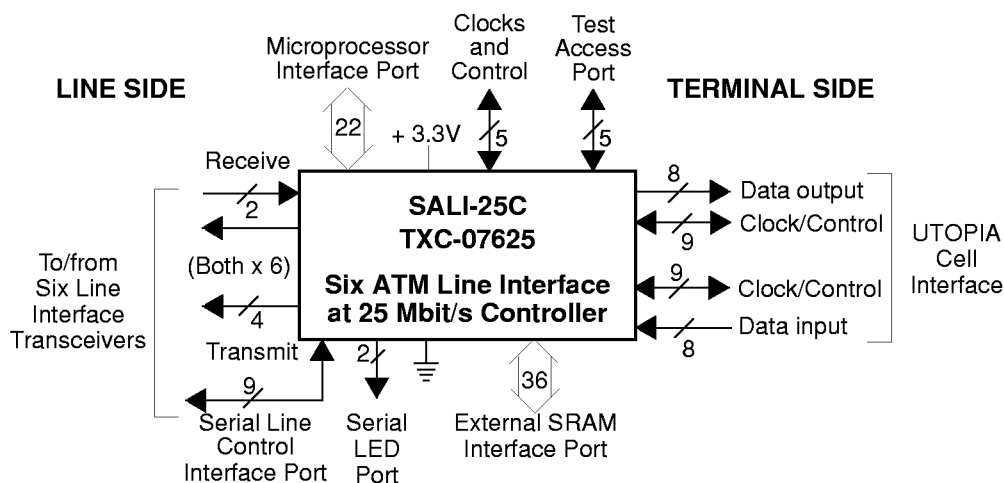 Microprocessor
Interface Port
Clocks
and
Control
Test
Access
Port
LINE SIDE
TERMINAL SIDE
22
+ 3.3V
5
5
Receive
2
SALI-25C
TXC-07625
Six ATM Line Interface
at 25 Mbit/s Controller
8
Data output
9
Clock/Control
UTOPIA
Cell
Interface
9
Clock/Control
8
Data input
To/from
Six Line
Interface
Transceivers
(Both x 6)
4
Transmit
9
2
36
Serial Line
Control
Interface Port
Serial
LED
Port
External SRAM
Interface Port